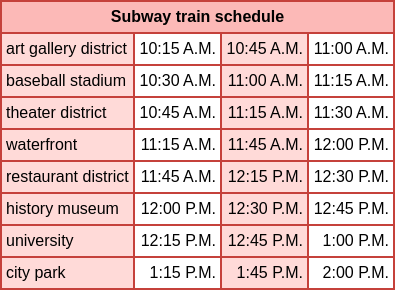 Subway train schedule
art gallery district 10:15 A.M. 10:45 A.M. 11:00 A.M.
baseball stadium 10:30 A.M. 11:00 A.M. 11:15 A.M.
theater district 10:45 A.M. 11:15 A.M. 11:30 A.M.
waterfront 11:15 A.M. 11:45 A.M. 12:00 P.M.
restaurant district 11:45 A.M. 12:15 P.M. 12:30 P.M.
history museum 12:00 P.M. 12:30 P.M. 12:45 P.M.
university 12:15 P.M. 12:45 P.M. 1:00 P.M.
city park 1:15 P.M. 1:45 P.M. 2:00 P.M.